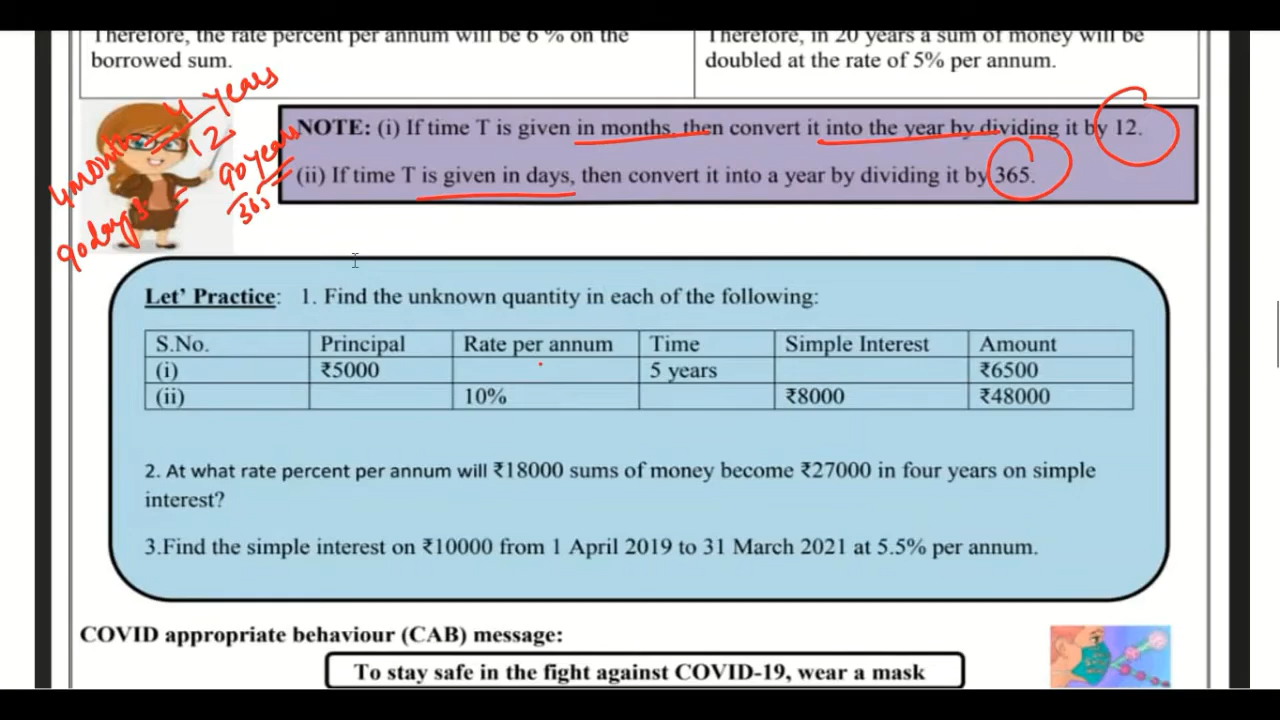 Therefore, the rate percent per annum will be 6 % on the
borrowed sum.
Therefore, in 20 years a sum of money will be
doubled at the rate of 5% per annum.
4 months = 4/12 years
90 days = 90/365 years
NOTE: (i) If time T is given in months, then convert it into the year by dividing it by 12.
(ii) If time T is given in days, then convert it into a year by dividing it by 365.
Let' Practice: 1. Find the unknown quantity in each of the following:
S.No. Principal Rate per annum Time Simple Interest Amount
(i) ₹5000 5 years ₹6500
(ii) 10% ₹8000 ₹48000
2. At what rate percent per annum will ₹18000 sums of money become ₹27000 in four years on simple
interest?
3.Find the simple interest on ₹10000 from 1 April 2019 to 31 March 2021 at 5.5% per annum.
COVID appropriate behaviour (CAB) message:
To stay safe in the fight against COVID-19, wear a mask